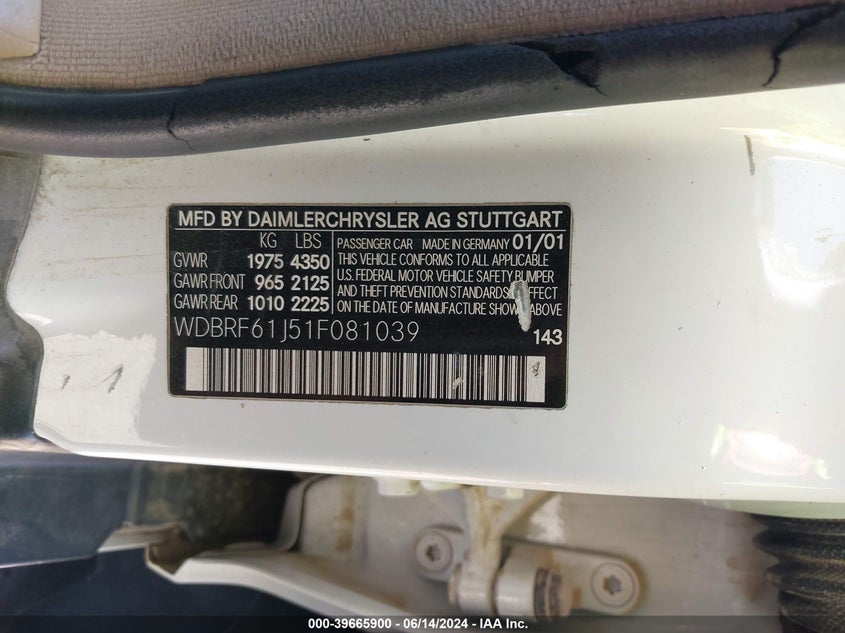 MFD BY DAIMLERCHRYSLER AG STUTTGART
KG LBS
GVWR 1975 4350
GAWR FRONT 965 2125
GAWR REAR 1010 2225
PASSENGER CAR MADE IN GERMANY 01/01
THIS VEHICLE CONFORMS TO ALL APPLICABLE
U.S. FEDERAL MOTOR VEHICLE SAFETY, BUMPER
AND THEFT PREVENTION STANDARDS IN EFFECT
ON THE DATE OF MANUFACTURE SHOWN ABOVE
WDBRF61J51F081039
143
000-39665900 - 06/14/2024 - IAA Inc.